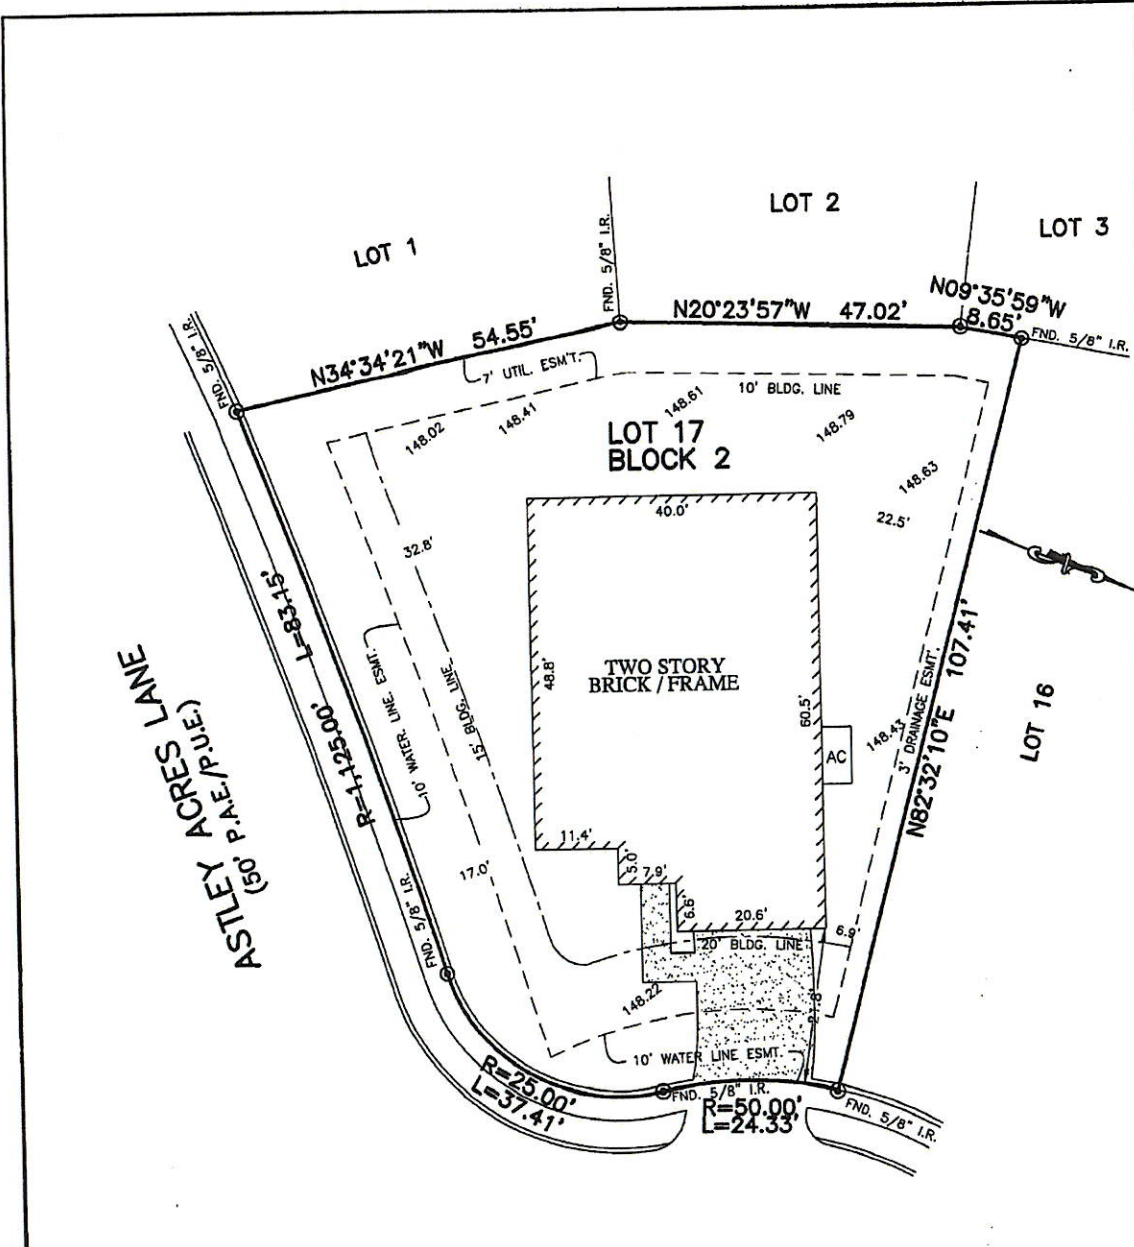 LOT 1
LOT 2
LOT 3
FND. 5/8" I.R.
FND. 5/8" I.R.
N34°34'21"W 54.55'
N20°23'57"W 47.02'
N09°35'59"W
8.65'
FND. 5/8" I.R.
7' UTIL. ESM'T.
10' BLDG. LINE
148.02
148.41
148.61
148.79
148.63
LOT 17
BLOCK 2
40.0'
22.5'
32.8'
R=1,125.00' L=83.15'
10' WATER. LINE. ESMT.
15' BLDG. LINE.
48.8'
TWO STORY
BRICK / FRAME
60.5'
AC
148.43
3' DRAINAGE ESMT.
N82°32'10"E 107.41'
LOT 16
ASTLEY ACRES LANE
(50' P.A.E./P.U.E.)
11.4'
5.0'
7.9'
17.0'
6.6'
20.6'
6.9'
20' BLDG. LINE
FND. 5/8" I.R.
148.22
10' WATER LINE ESMT.
R=25.00'
L=37.41'
FND. 5/8" I.R.
R=50.00'
L=24.33'
FND. 5/8" I.R.